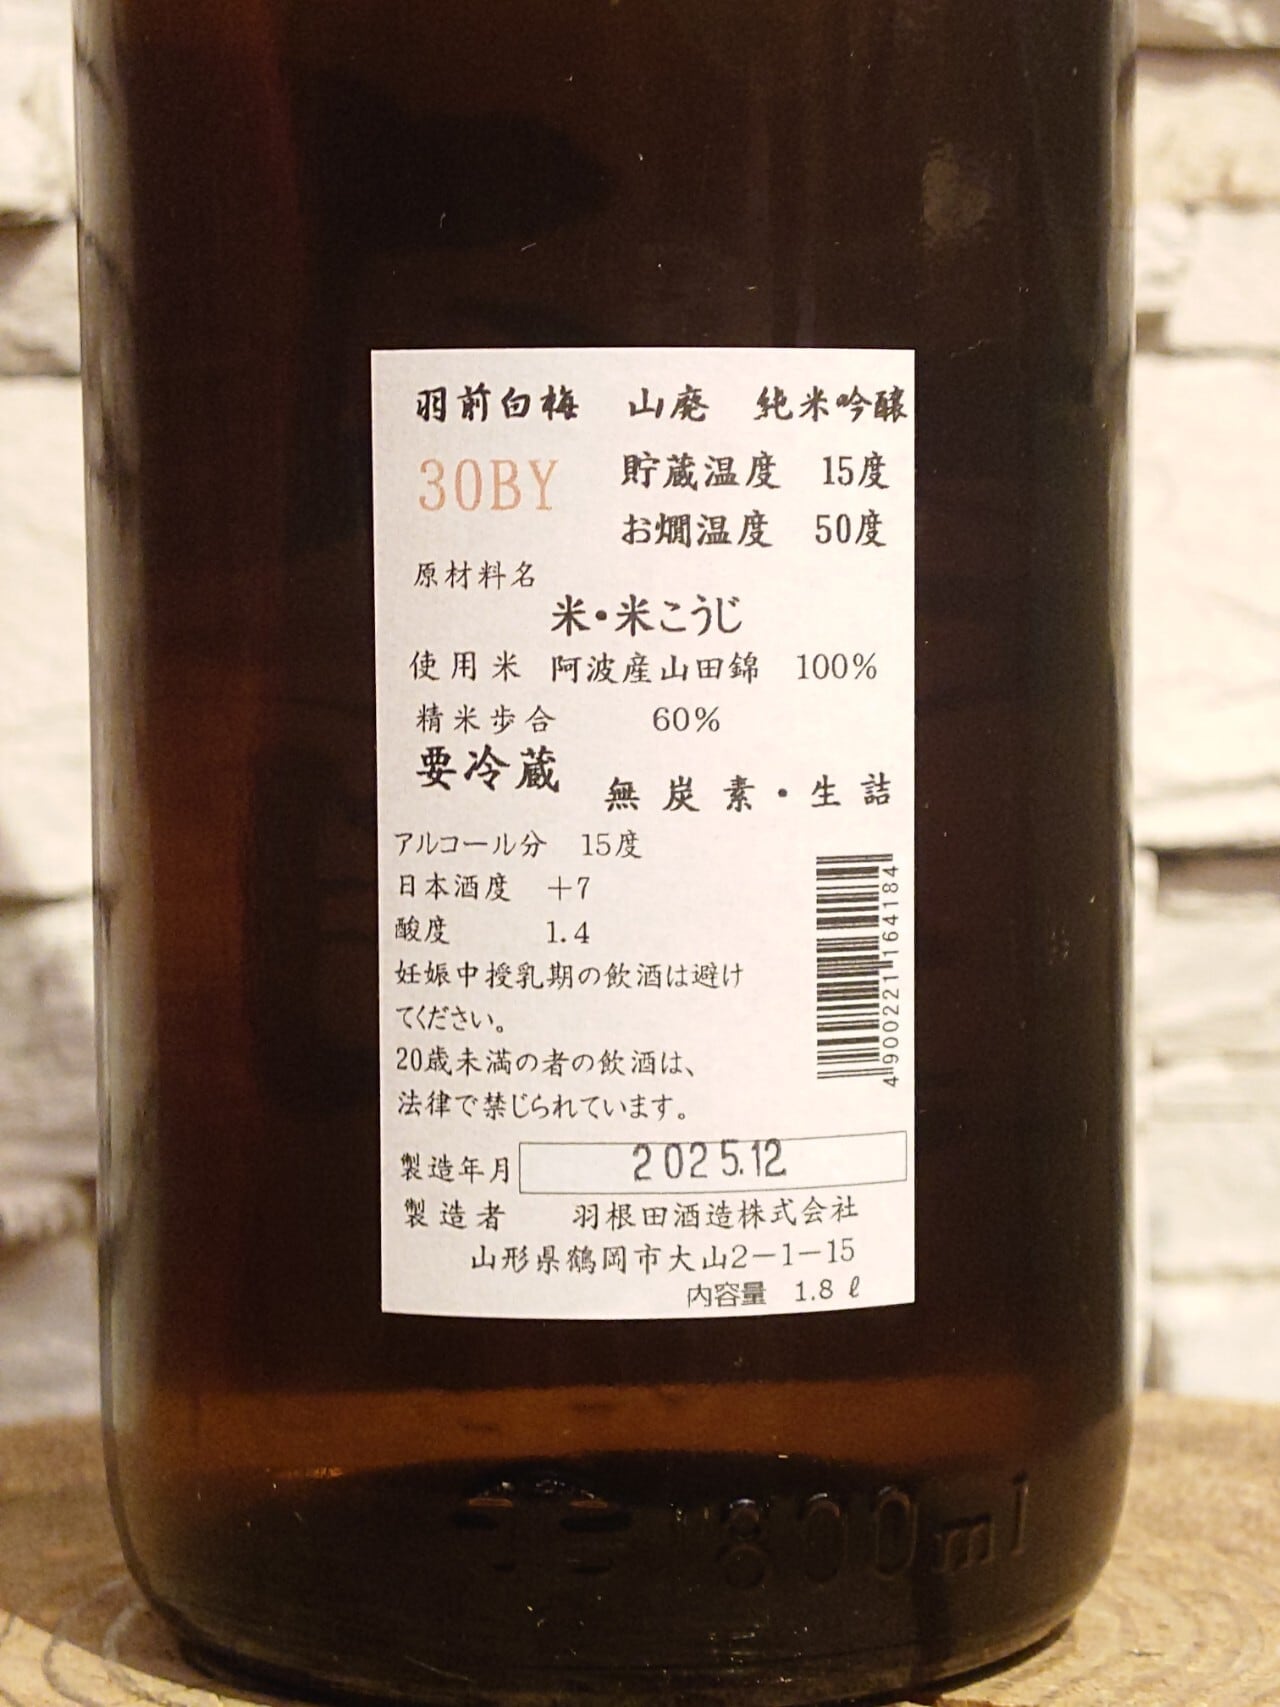 羽前白梅 山廃 純米吟醸
30BY
貯蔵温度 15度
お燗温度 50度
原材料名
米・米こうじ
使用米 阿波産山田錦 100%
精米歩合 60%
要冷蔵 無炭素・生詰
アルコール分 15度
日本酒度 +7
酸度 1.4
妊娠中授乳期の飲酒は避け
てください。
20歳未満の者の飲酒は、
法律で禁じられています。
4900221164184
製造年月 2025.12
製造者 羽根田酒造株式会社
山形県鶴岡市大山2-1-15
内容量 1.8ℓ
800ml